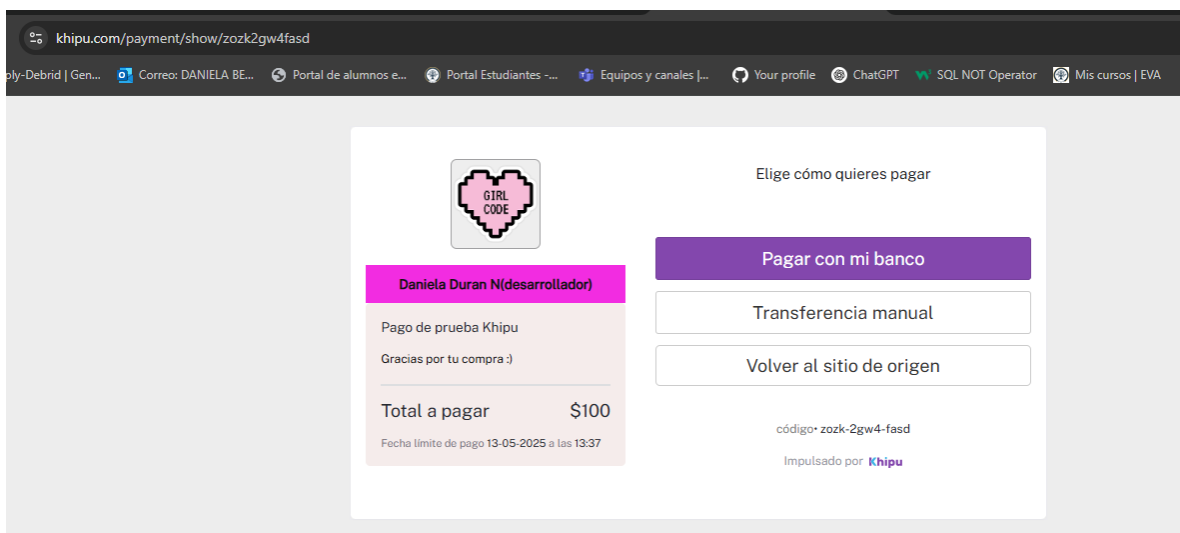 khipu.com/payment/show/zozk2gw4fasd
ply-Debrid | Gen... Correo: DANIELA BE... Portal de alumnos e... Portal Estudiantes -... Equipos y canales |... Your profile ChatGPT SQL NOT Operator Mis cursos | EVA
GIRL
CODE
Daniela Duran N(desarrollador)
Pago de prueba Khipu
Gracias por tu compra :)
Total a pagar $100
Fecha límite de pago 13-05-2025 a las 13:37
Elige cómo quieres pagar
Pagar con mi banco
Transferencia manual
Volver al sitio de origen
código• zozk-2gw4-fasd
Impulsado por Khipu